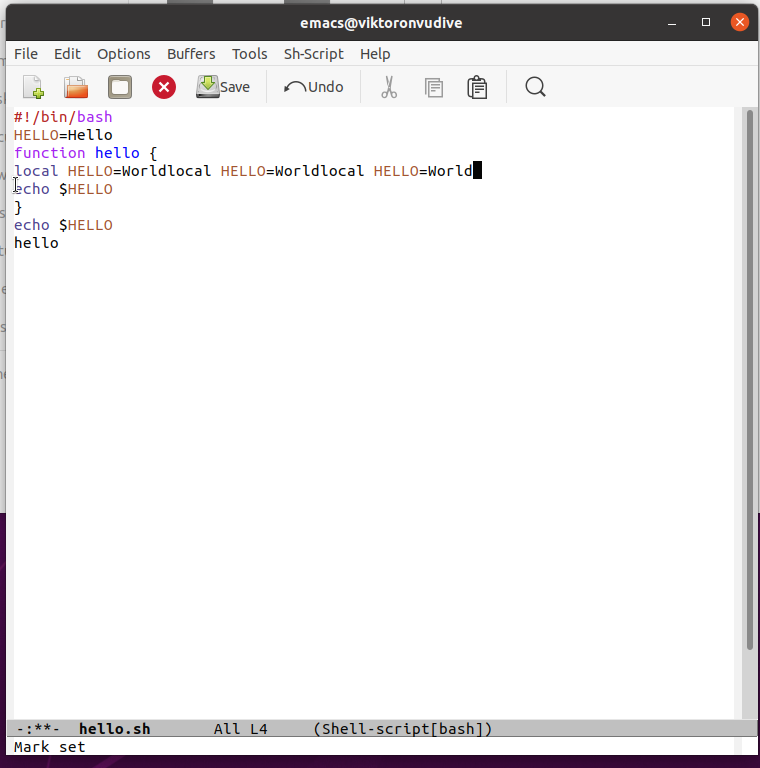 emacs@viktoronvudive
File Edit Options Buffers Tools Sh-Script Help
Save Undo
#!/bin/bash
HELLO=Hello
function hello {
local HELLO=Worldlocal HELLO=Worldlocal HELLO=World
echo $HELLO
}
echo $HELLO
hello
-:**- hello.sh All L4 (Shell-script[bash])
Mark set